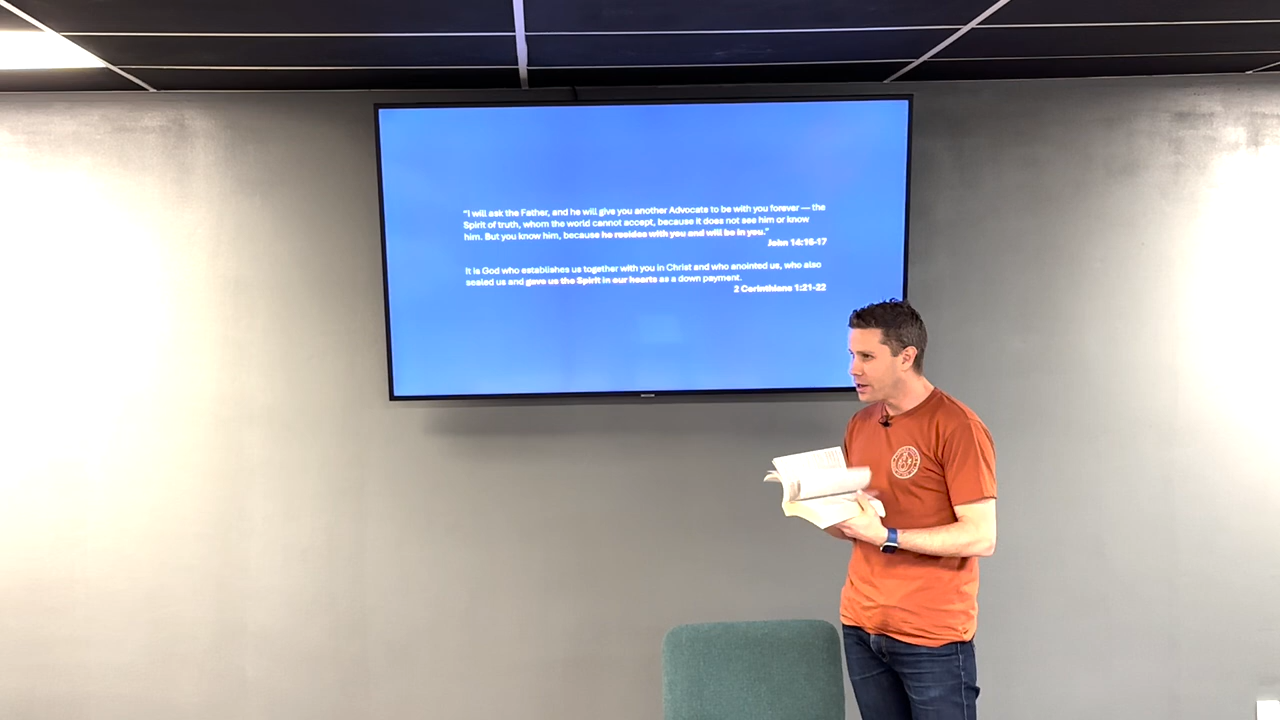 “I will ask the Father, and he will give you another Advocate to be with you forever — the
Spirit of truth, whom the world cannot accept, because it does not see him or know
him. But you know him, because he resides with you and will be in you.”
John 14:16-17
It is God who establishes us together with you in Christ and who anointed us, who also
sealed us and gave us the Spirit in our hearts as a down payment.
2 Corinthians 1:21-22